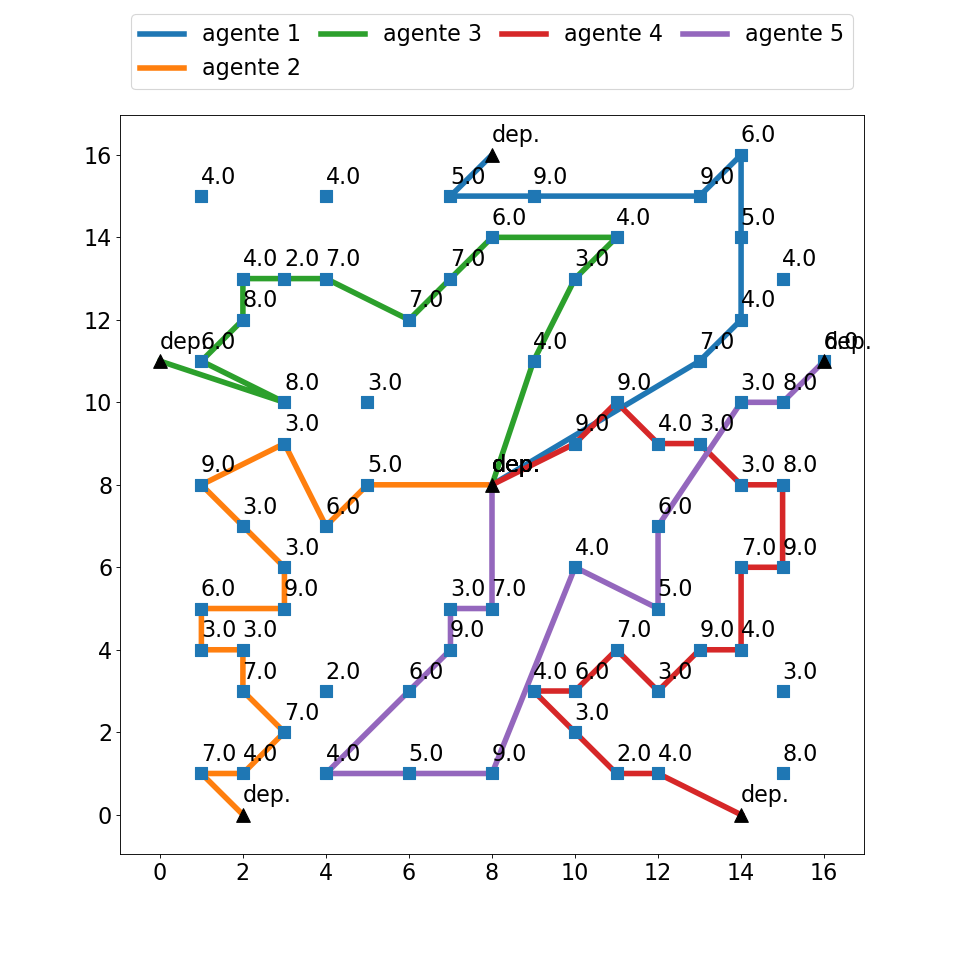 agente 1 agente 3 agente 4 agente 5
agente 2
dep. 6.0
16
4.0 4.0 5.0 9.0 9.0
6.0 4.0 5.0
14
4.0 2.0 7.0 7.0 3.0 4.0
8.0 7.0 4.0
12
dep. 6.0 4.0 7.0 6.0 dep.
8.0 3.0 9.0 3.0 8.0
10
3.0 9.0 4.0 3.0
9.0 5.0 dep. 3.0 8.0
8
3.0 6.0 6.0
3.0 4.0 7.0 9.0
6
6.0 9.0 3.0 7.0 5.0
3.0 3.0 9.0 7.0 9.0 4.0
4
7.0 2.0 6.0 4.0 6.0 3.0 3.0
7.0 3.0
2
7.0 4.0 4.0 5.0 9.0 2.0 4.0 8.0
dep. dep.
0
0 2 4 6 8 10 12 14 16